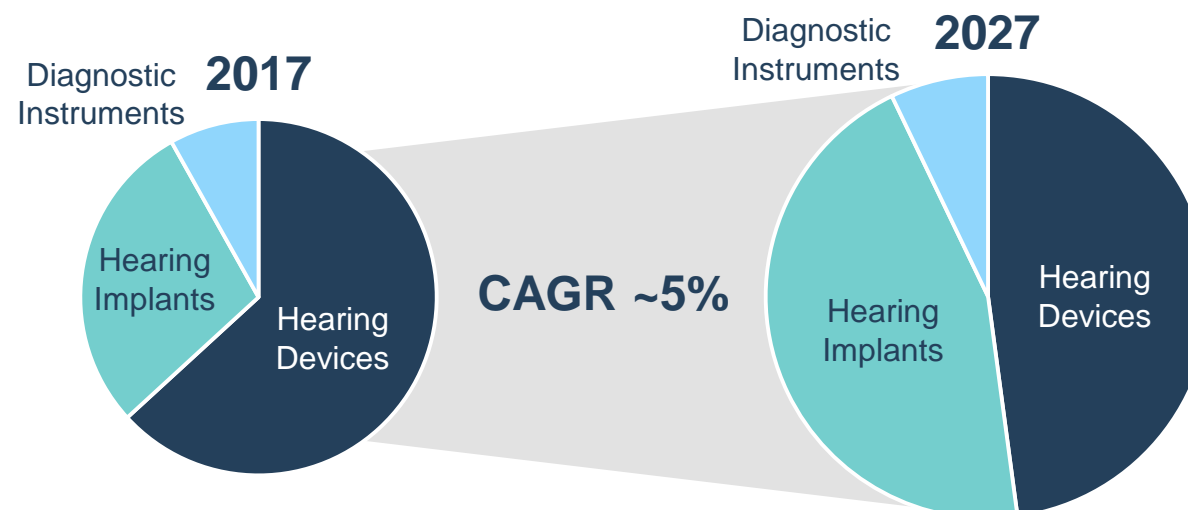 Diagnostic
Instruments
2017
Hearing
Implants
Hearing
Devices
CAGR ~5%
Diagnostic
Instruments
2027
Hearing
Implants
Hearing
Devices